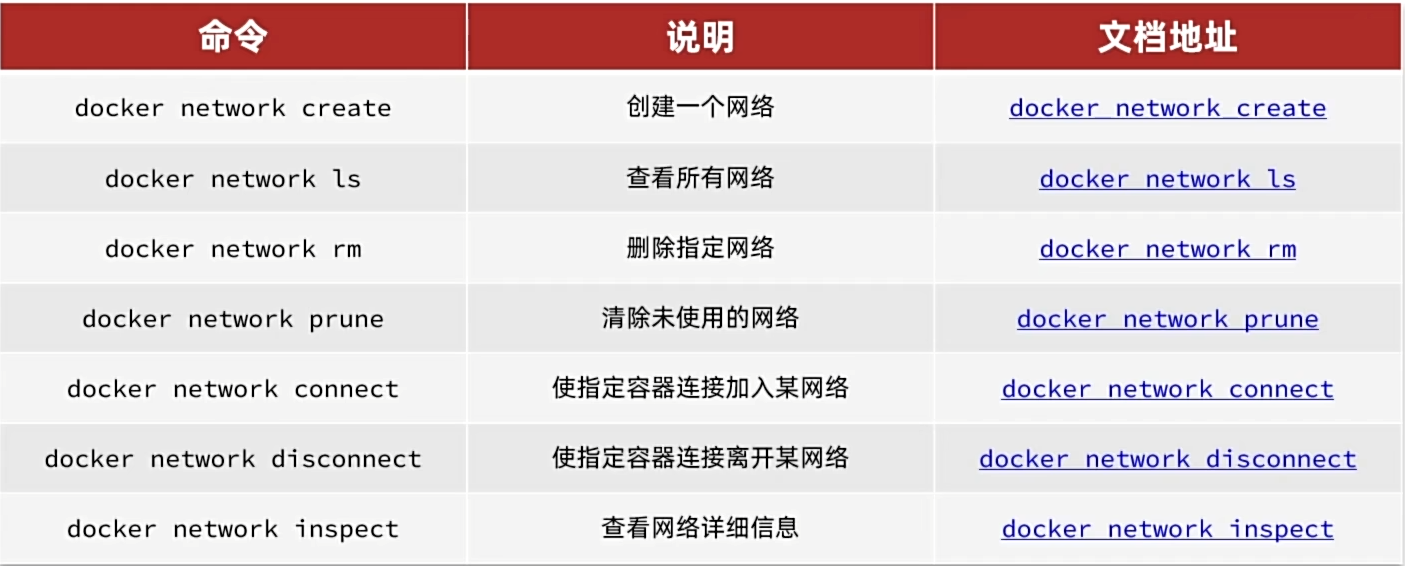 命令 说明 文档地址
docker network create 创建一个网络 docker network create
docker network ls 查看所有网络 docker network ls
docker network rm 删除指定网络 docker network rm
docker network prune 清除未使用的网络 docker network prune
docker network connect 使指定容器连接加入某网络 docker network connect
docker network disconnect 使指定容器连接离开某网络 docker network disconnect
docker network inspect 查看网络详细信息 docker network inspect